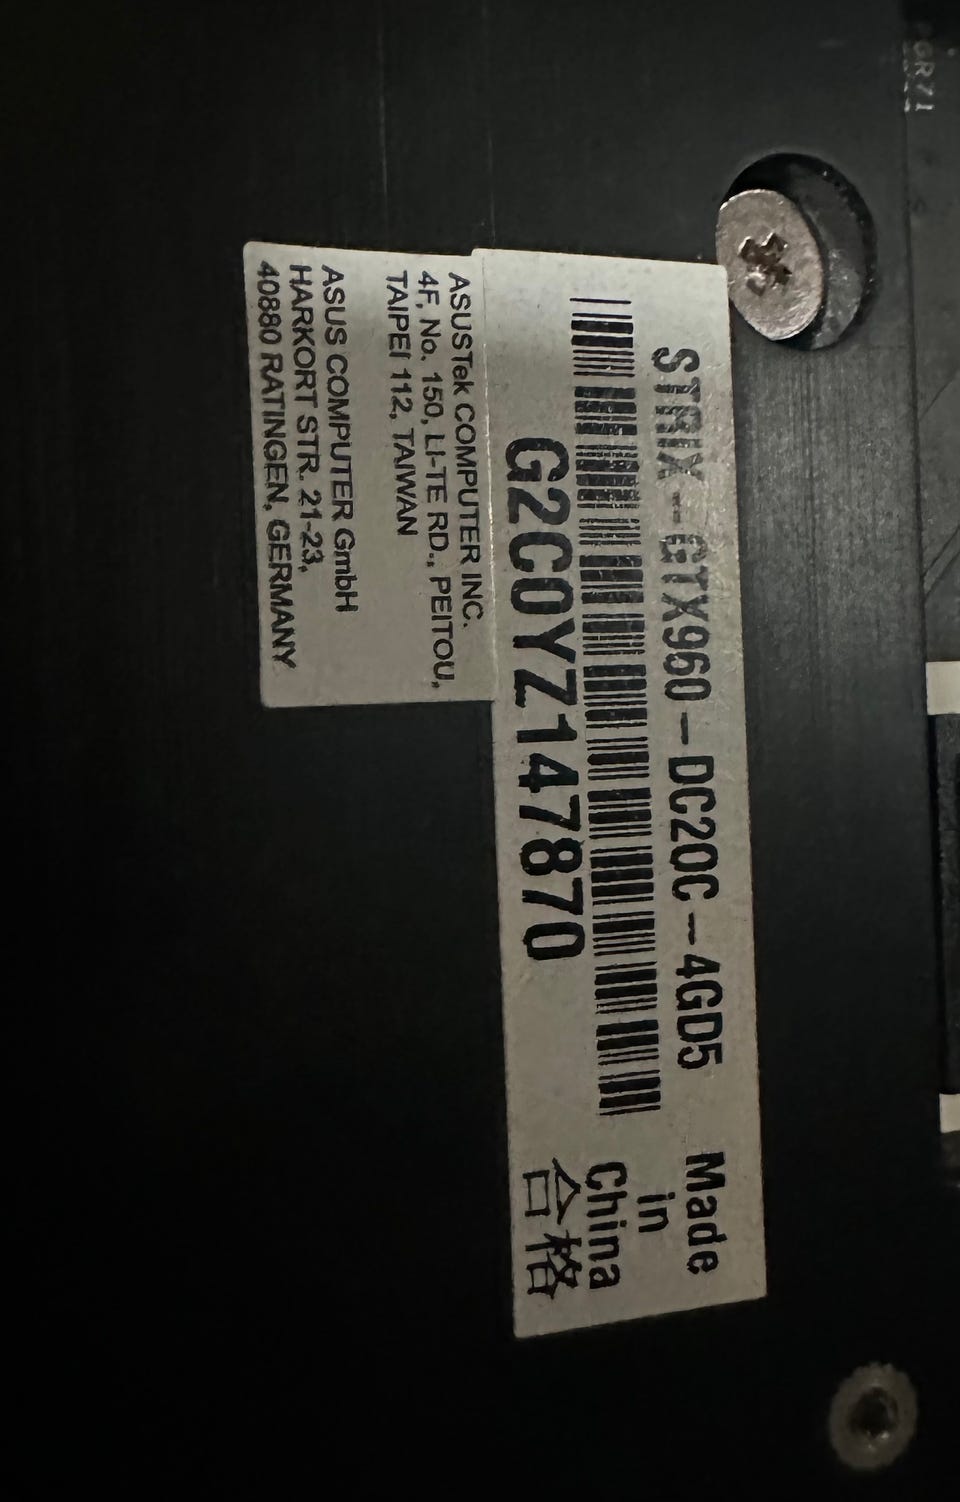 STRIX-GTX960-DC2OC-4GD5
G2C0YZ147870
Made
in
China
合格
ASUSTek COMPUTER INC.
4F, No. 150, LI-TE RD., PEITOU,
TAIPEI 112, TAIWAN
ASUS COMPUTER GmbH
HARKORT STR. 21-23,
40880 RATINGEN, GERMANY